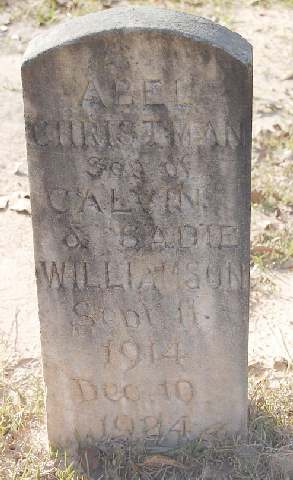 ABEL
CHRISTMAN
Son of
CALVIN
& SADIE
WILLIAMSON
Sept 11
1914
Dec. 10
1924